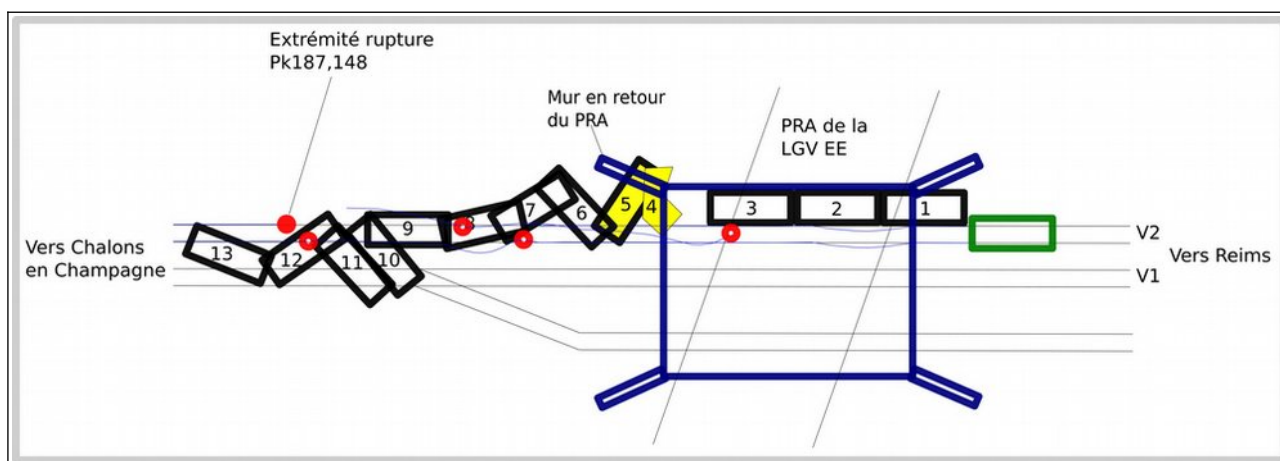 Extrémité rupture
Pk187,148
Mur en retour
du PRA
PRA de la
LGV EE
Vers Chalons
en Champagne
13
12
11
10
9
8
7
6
5
4
3
2
1
V2
V1
Vers Reims